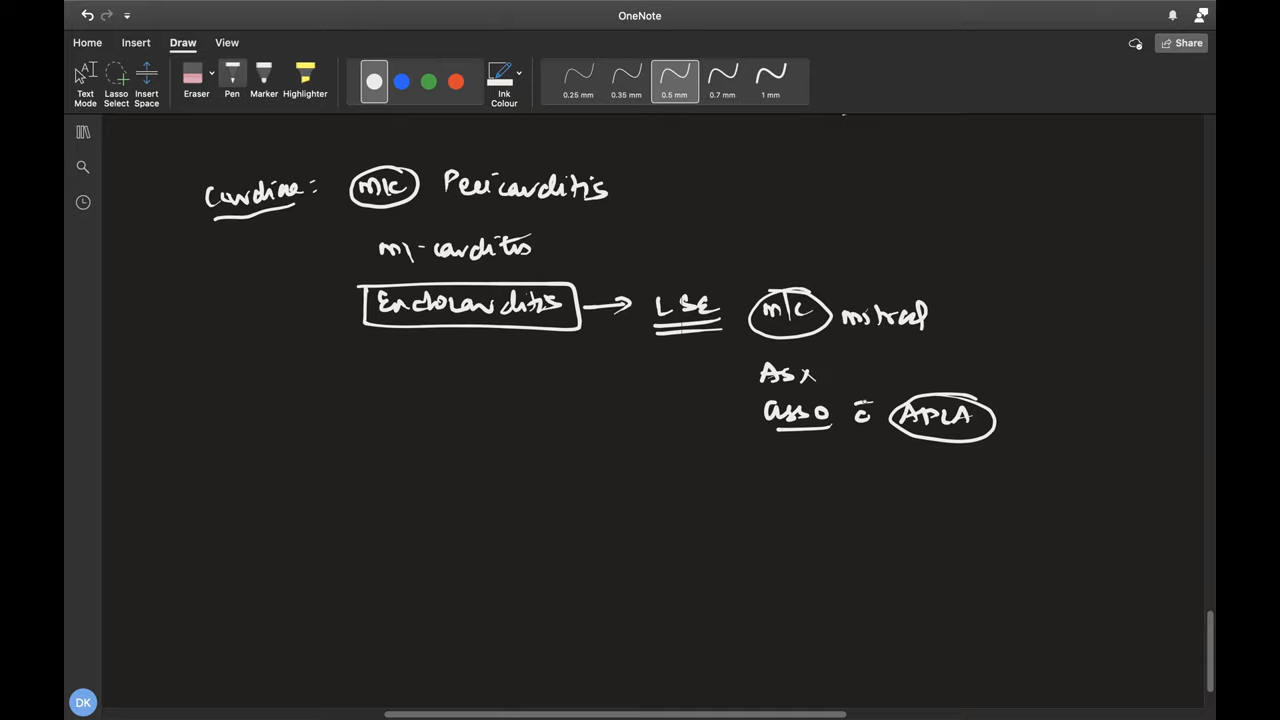 OneNote
Home Insert Draw View
Share
Text Mode
Lasso Select
Insert Space
Eraser
Pen
Marker
Highlighter
Ink Colour
0.25 mm
0.35 mm
0.5 mm
0.7 mm
1 mm
Cardiac : m/c Pericarditis
my-carditis
Endocarditis → LSE m/c mitral
Asx
asso c̄ APLA
DK